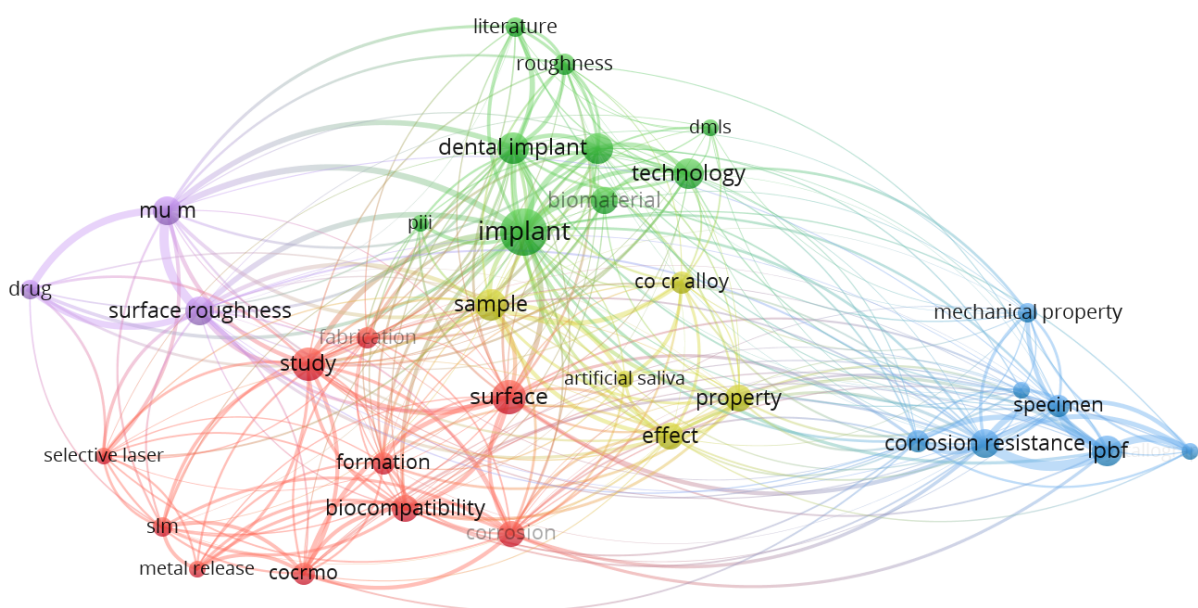 literature
roughness
dmls
dental implant
technology
biomaterial
mu m
piii
implant
co cr alloy
drug
sample
surface roughness
mechanical property
fabrication
study
artificial saliva
surface
property
specimen
effect
corrosion resistance
lpbf
selective laser
formation
biocompatibility
slm
corrosion
metal release
cocrmo